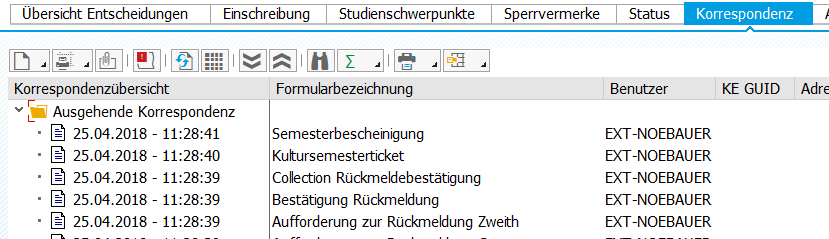 Übersicht Entscheidungen Einschreibung Studienschwerpunkte Sperrvermerke Status Korrespondenz
Korrespondenzübersicht Formularbezeichnung Benutzer KE GUID Adre
Ausgehende Korrespondenz
25.04.2018 - 11:28:41 Semesterbescheinigung EXT-NOEBAUER
25.04.2018 - 11:28:40 Kultursemesterticket EXT-NOEBAUER
25.04.2018 - 11:28:39 Collection Rückmeldebestätigung EXT-NOEBAUER
25.04.2018 - 11:28:39 Bestätigung Rückmeldung EXT-NOEBAUER
25.04.2018 - 11:28:39 Aufforderung zur Rückmeldung Zweith EXT-NOEBAUER